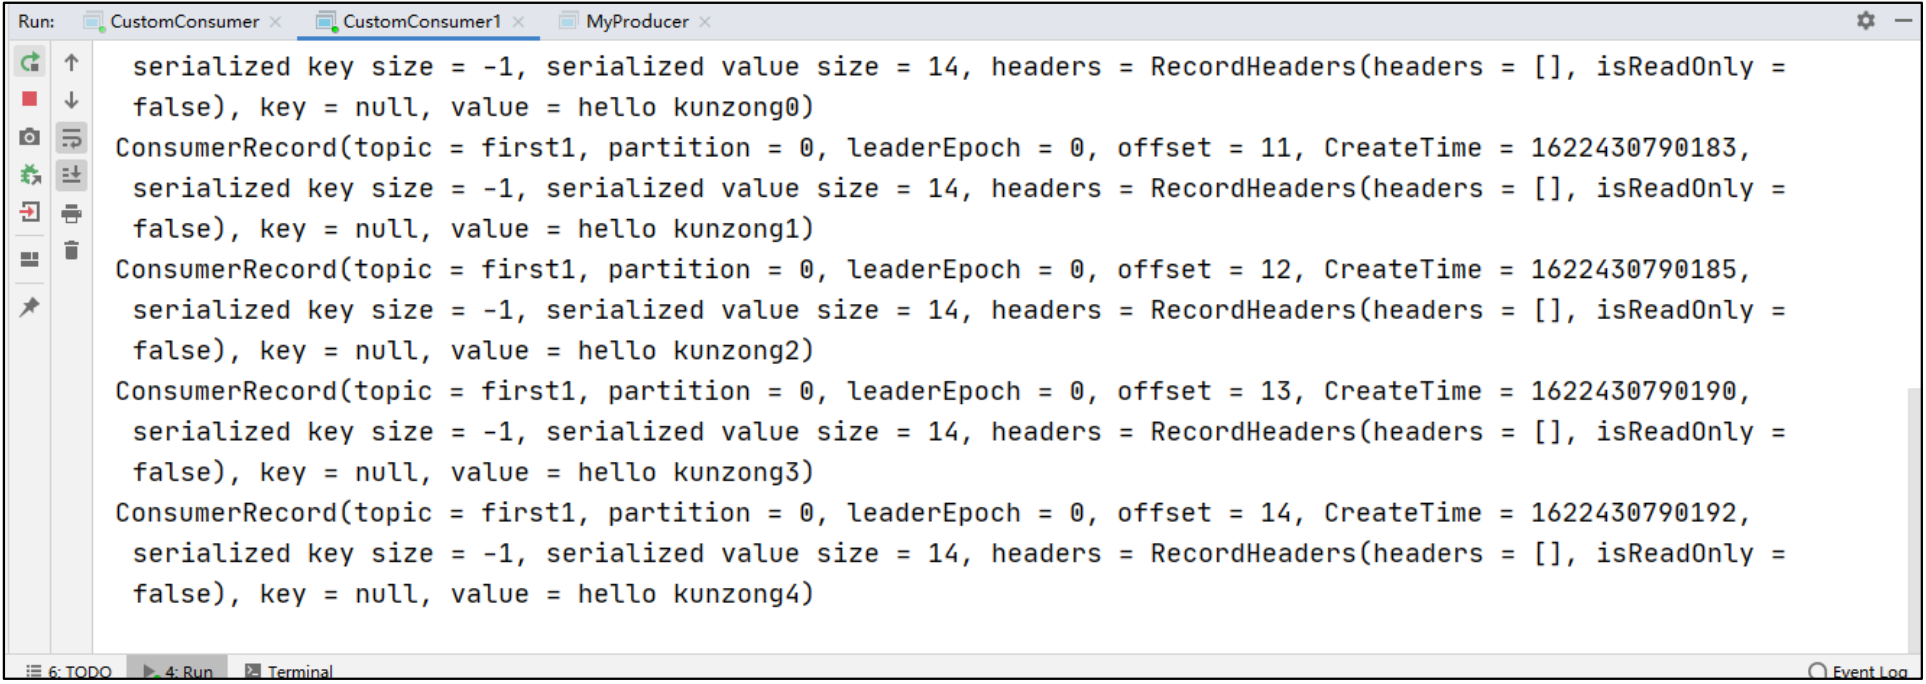 Run: CustomConsumer CustomConsumer1 MyProducer
serialized key size = -1, serialized value size = 14, headers = RecordHeaders(headers = [], isReadOnly =
false), key = null, value = hello kunzong0)
ConsumerRecord(topic = first1, partition = 0, leaderEpoch = 0, offset = 11, CreateTime = 1622430790183,
serialized key size = -1, serialized value size = 14, headers = RecordHeaders(headers = [], isReadOnly =
false), key = null, value = hello kunzong1)
ConsumerRecord(topic = first1, partition = 0, leaderEpoch = 0, offset = 12, CreateTime = 1622430790185,
serialized key size = -1, serialized value size = 14, headers = RecordHeaders(headers = [], isReadOnly =
false), key = null, value = hello kunzong2)
ConsumerRecord(topic = first1, partition = 0, leaderEpoch = 0, offset = 13, CreateTime = 1622430790190,
serialized key size = -1, serialized value size = 14, headers = RecordHeaders(headers = [], isReadOnly =
false), key = null, value = hello kunzong3)
ConsumerRecord(topic = first1, partition = 0, leaderEpoch = 0, offset = 14, CreateTime = 1622430790192,
serialized key size = -1, serialized value size = 14, headers = RecordHeaders(headers = [], isReadOnly =
false), key = null, value = hello kunzong4)
6: TODO 4: Run Terminal Event Log